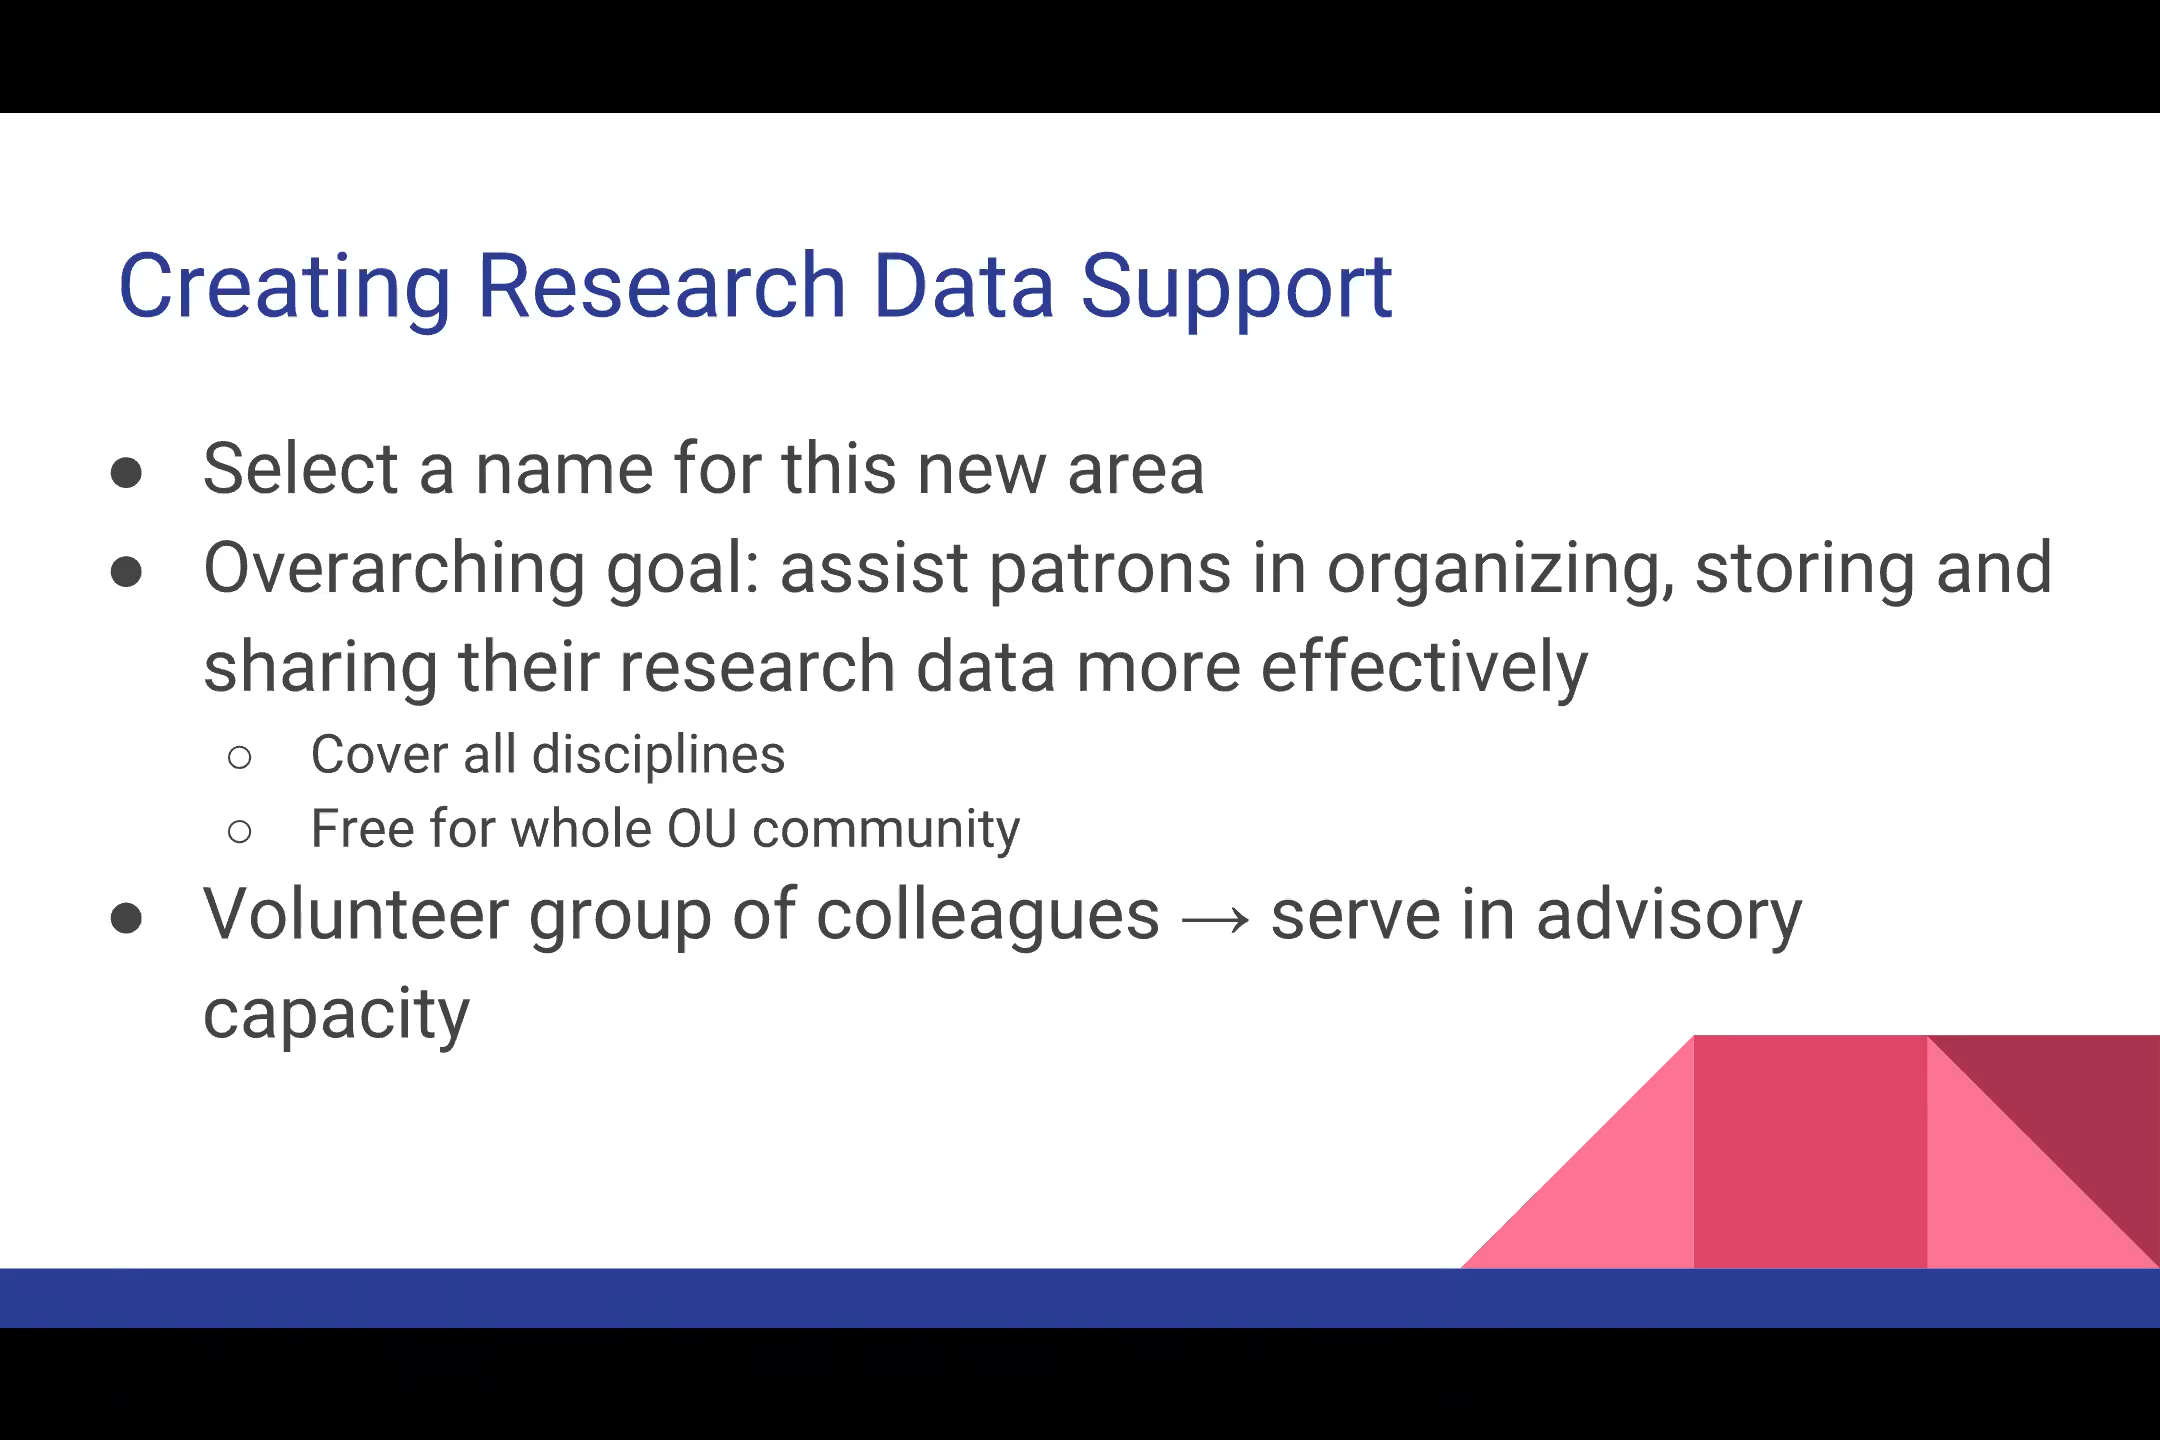 Creating Research Data Support
● Select a name for this new area
● Overarching goal: assist patrons in organizing, storing and
sharing their research data more effectively
○ Cover all disciplines
○ Free for whole OU community
● Volunteer group of colleagues → serve in advisory
capacity